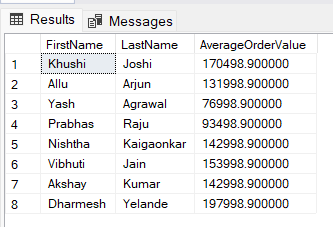 Results Messages
FirstName LastName AverageOrderValue
1 Khushi Joshi 170498.900000
2 Allu Arjun 131998.900000
3 Yash Agrawal 76998.900000
4 Prabhas Raju 93498.900000
5 Nishtha Kaigaonkar 142998.900000
6 Vibhuti Jain 153998.900000
7 Akshay Kumar 142998.900000
8 Dharmesh Yelande 197998.900000